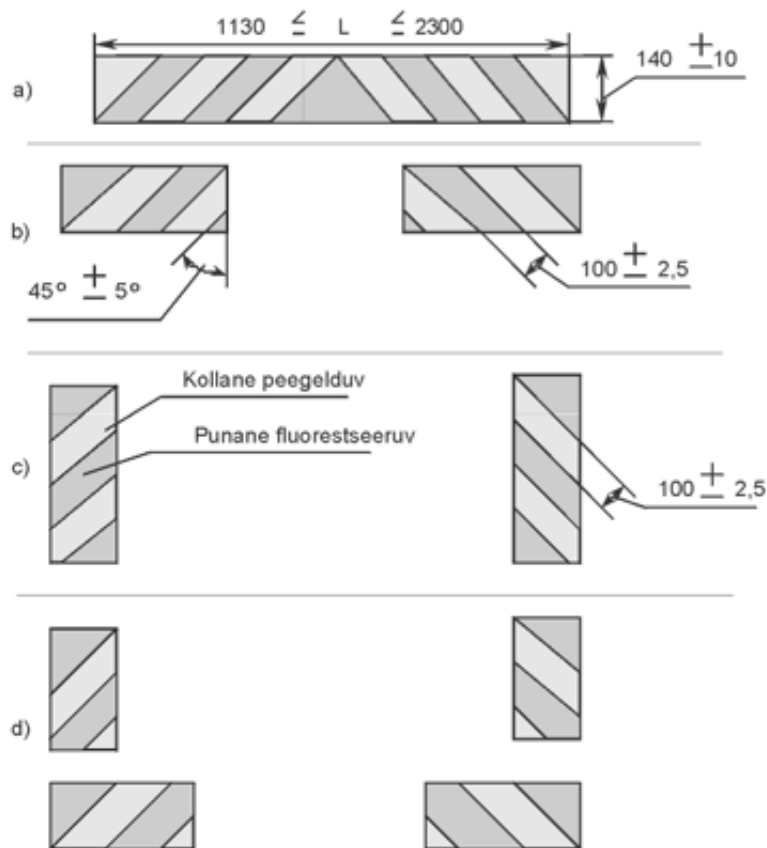 1130 ≤ L ≤ 2300
140 ± 10
a)
b)
45° ± 5°
100 ± 2,5
Kollane peegelduv
Punane fluorestseeruv
c)
100 ± 2,5
d)